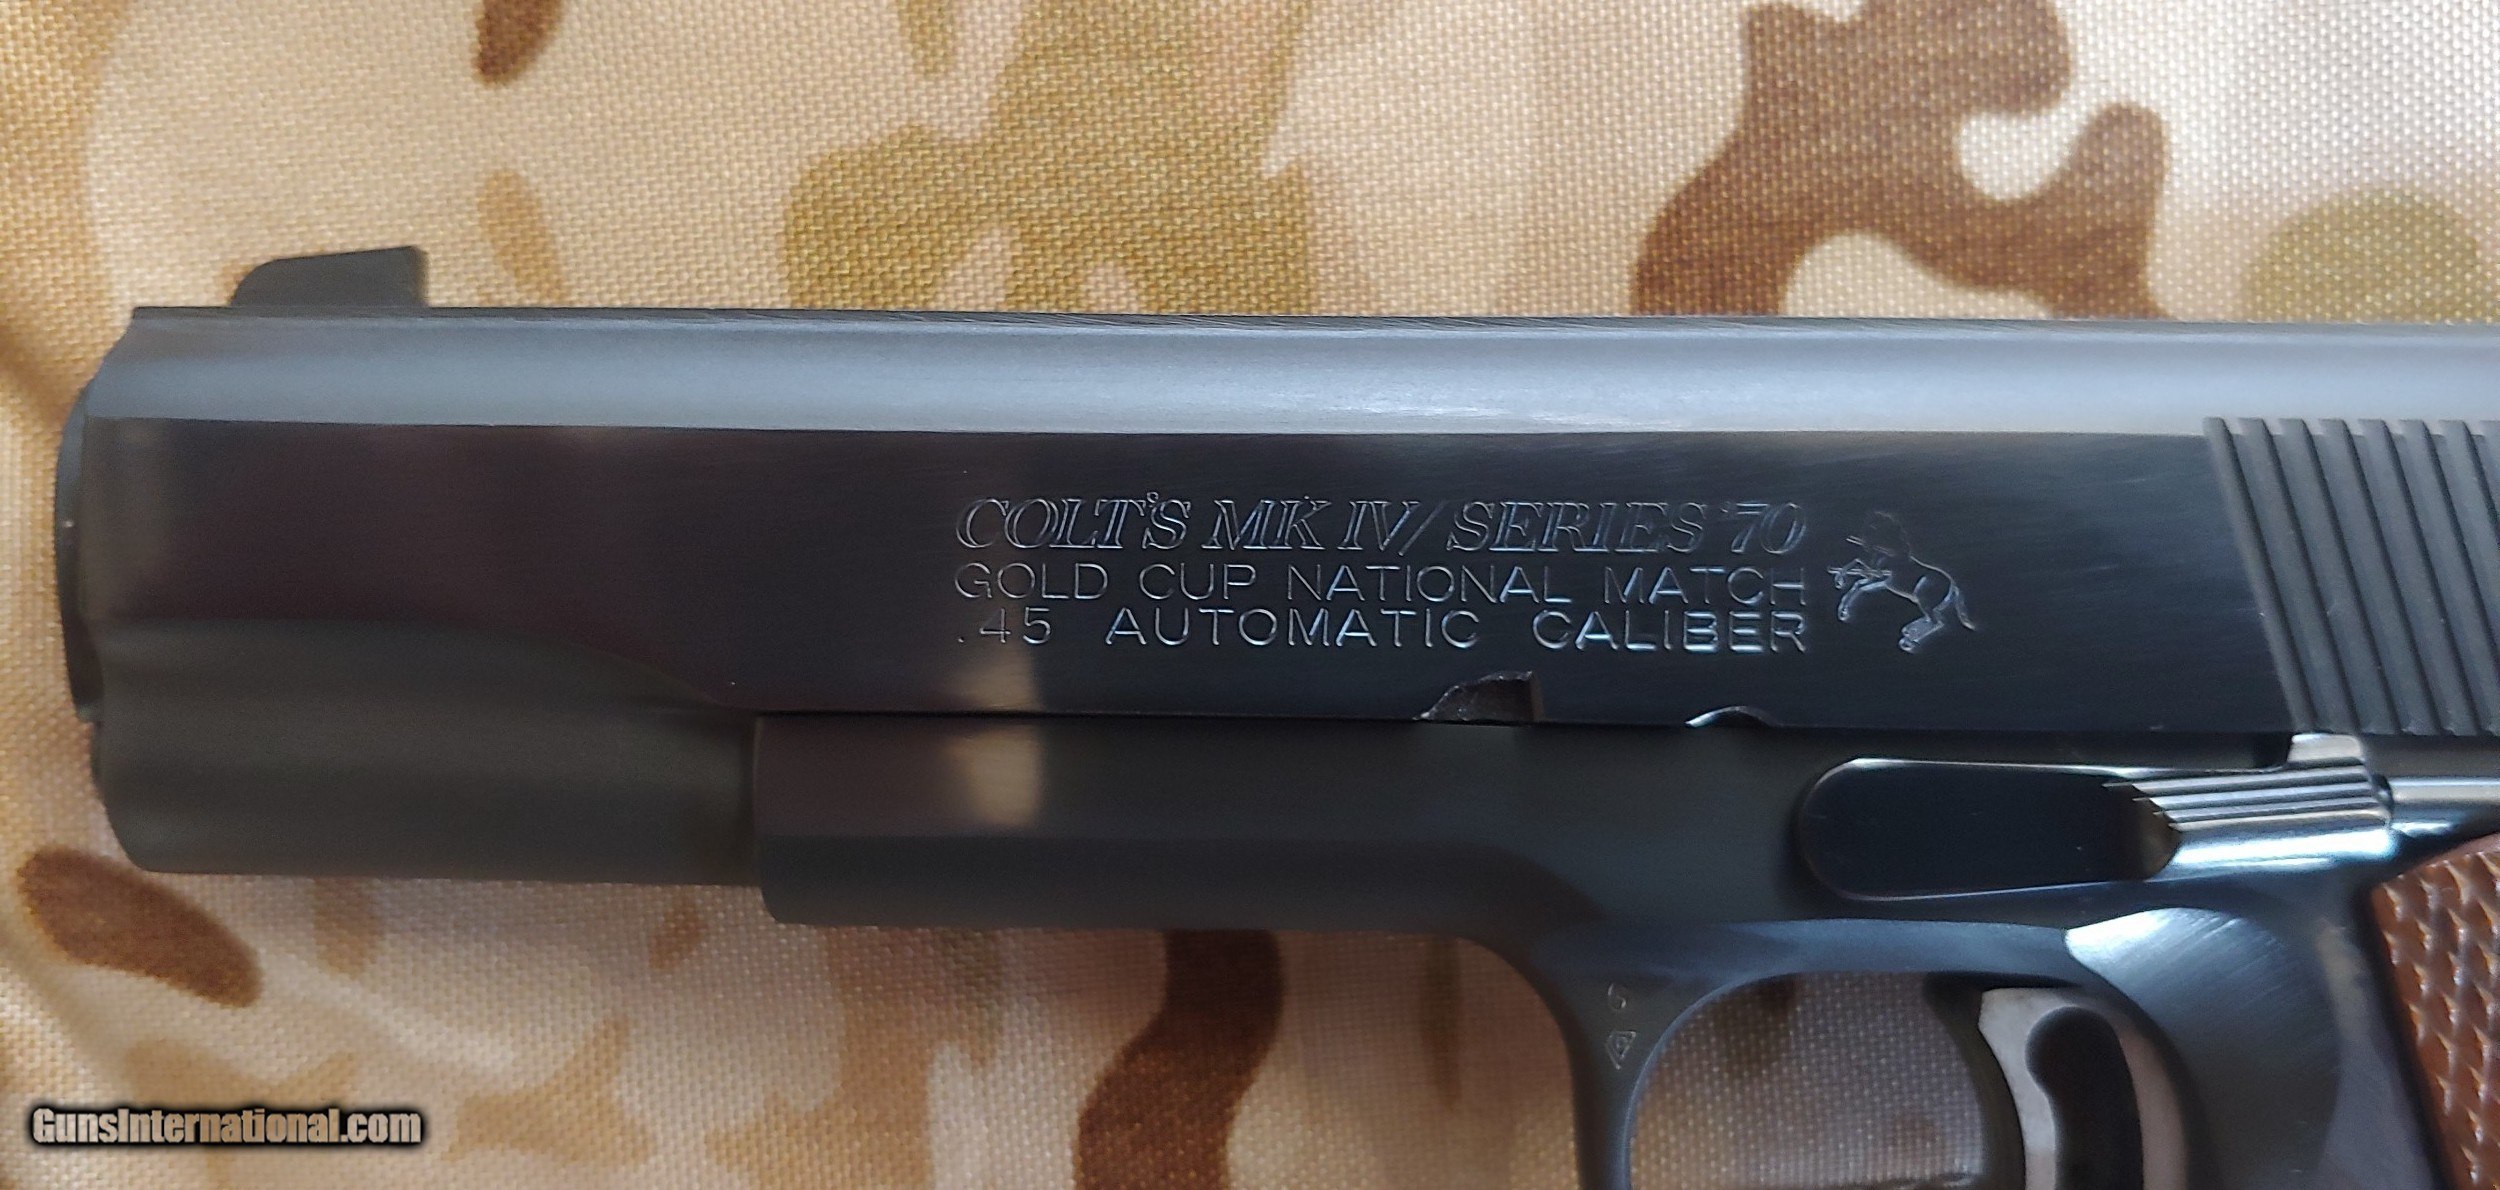 COLT'S MK IV/SERIES '70
GOLD CUP NATIONAL MATCH
.45 AUTOMATIC CALIBER
GunsInternational.com